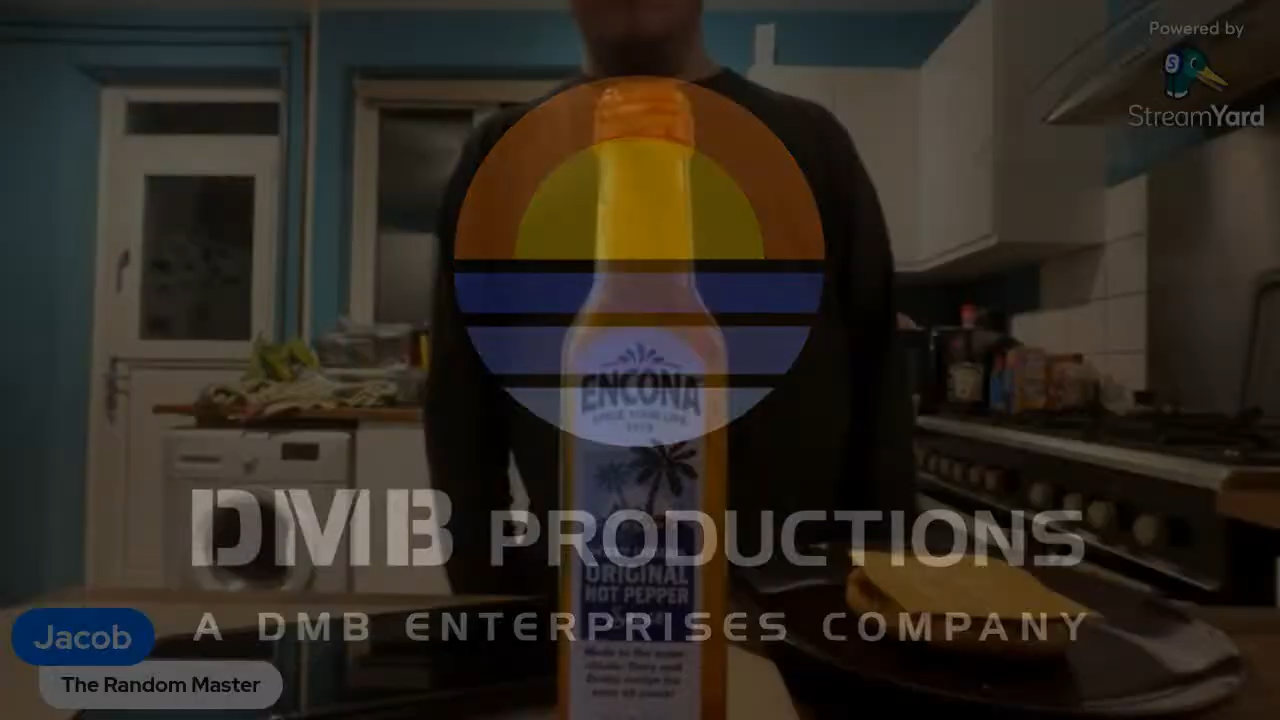 Powered by
StreamYard
ENCONA
ORIGINAL
HOT PEPPER
DMB PRODUCTIONS
A DMB ENTERPRISES COMPANY
Jacob
The Random Master